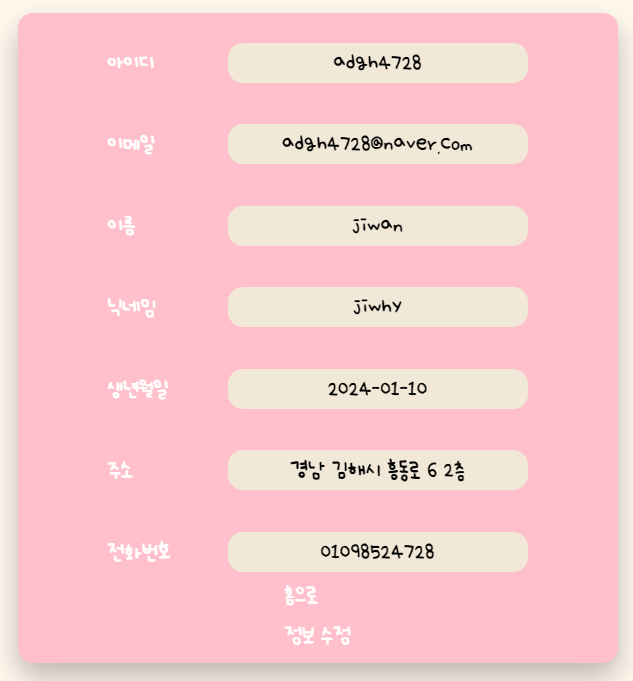 아이디 adgh4728
이메일 adgh4728@naver.com
이름 jiwan
닉네임 jiwhy
생년월일 2024-01-10
주소 경남 김해시 흥동로 6 2층
전화번호 01098524728
홈으로
정보 수정